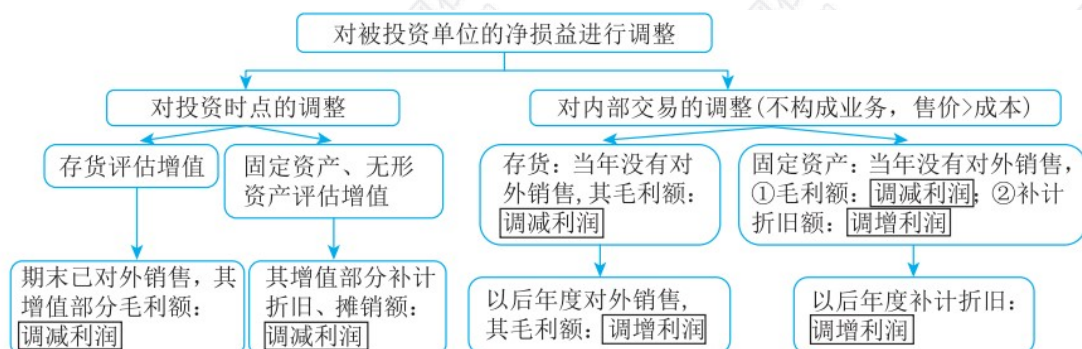 对被投资单位的净损益进行调整
对投资时点的调整
对内部交易的调整(不构成业务，售价>成本)
存货评估增值
固定资产、无形
资产评估增值
存货：当年没有对
外销售,其毛利额：
调减利润
固定资产：当年没有对外销售，
①毛利额：调减利润；②补计
折旧额：调增利润
期末已对外销售，其
增值部分毛利额：
调减利润
其增值部分补计
折旧、摊销额：
调减利润
以后年度对外销售,
其毛利额：调增利润
以后年度补计折旧：
调增利润